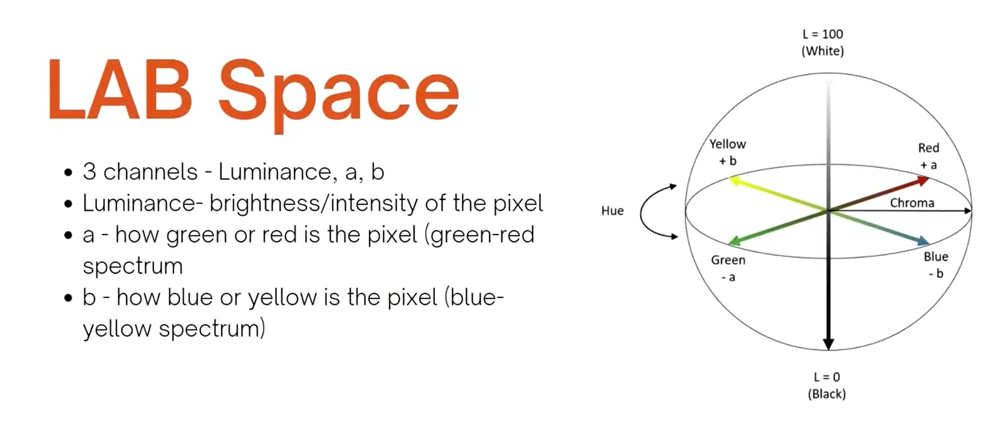 LAB Space
• 3 channels - Luminance, a, b
• Luminance- brightness/intensity of the pixel
• a - how green or red is the pixel (green-red
spectrum
• b - how blue or yellow is the pixel (blue-
yellow spectrum)
L = 100
(White)
Yellow
+ b
Red
+ a
Hue
Chroma
Green
- a
Blue
- b
L = 0
(Black)